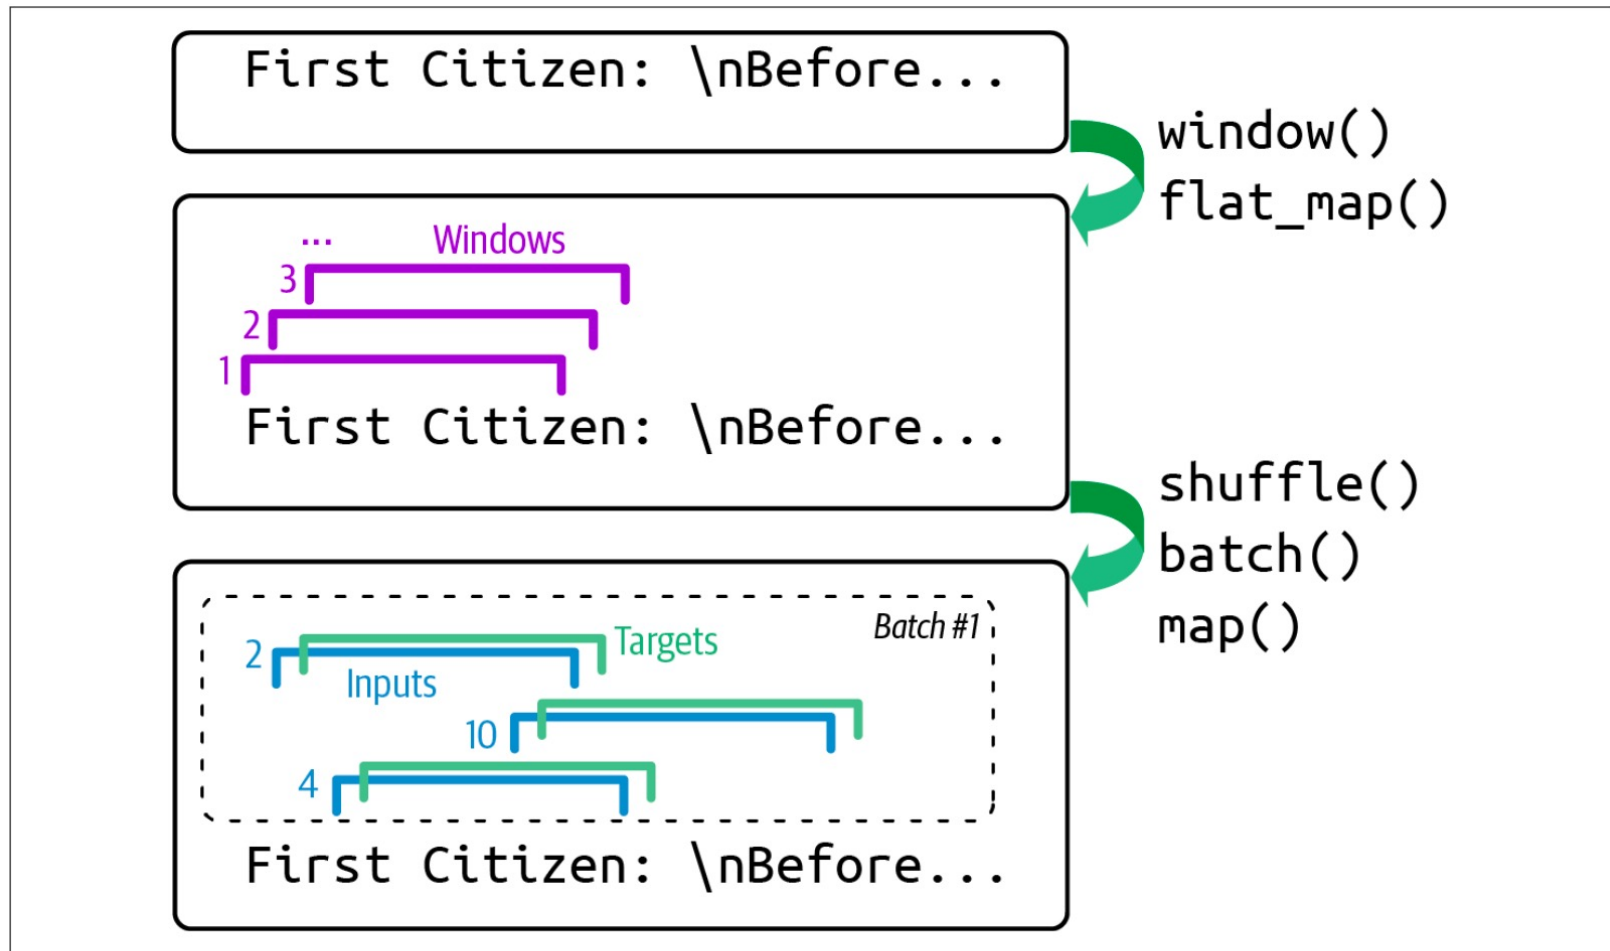 First Citizen: \nBefore...
window()
flat_map()
... Windows
3
2
1
First Citizen: \nBefore...
shuffle()
batch()
map()
Batch #1
2 Targets
Inputs
10
4
First Citizen: \nBefore...